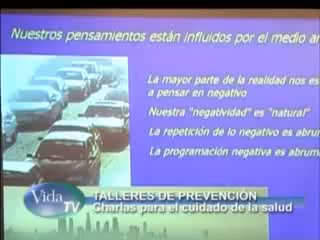 Nuestros pensamientos están influidos por el medio
La mayor parte de la realidad nos
a pensar en negativo
Nuestra "negatividad" es "natural"
La repetición de lo negativo es
La programación negativa es
Vida
TV
TALLERES DE PREVENCIÓN
Charlas para el cuidado de la salud